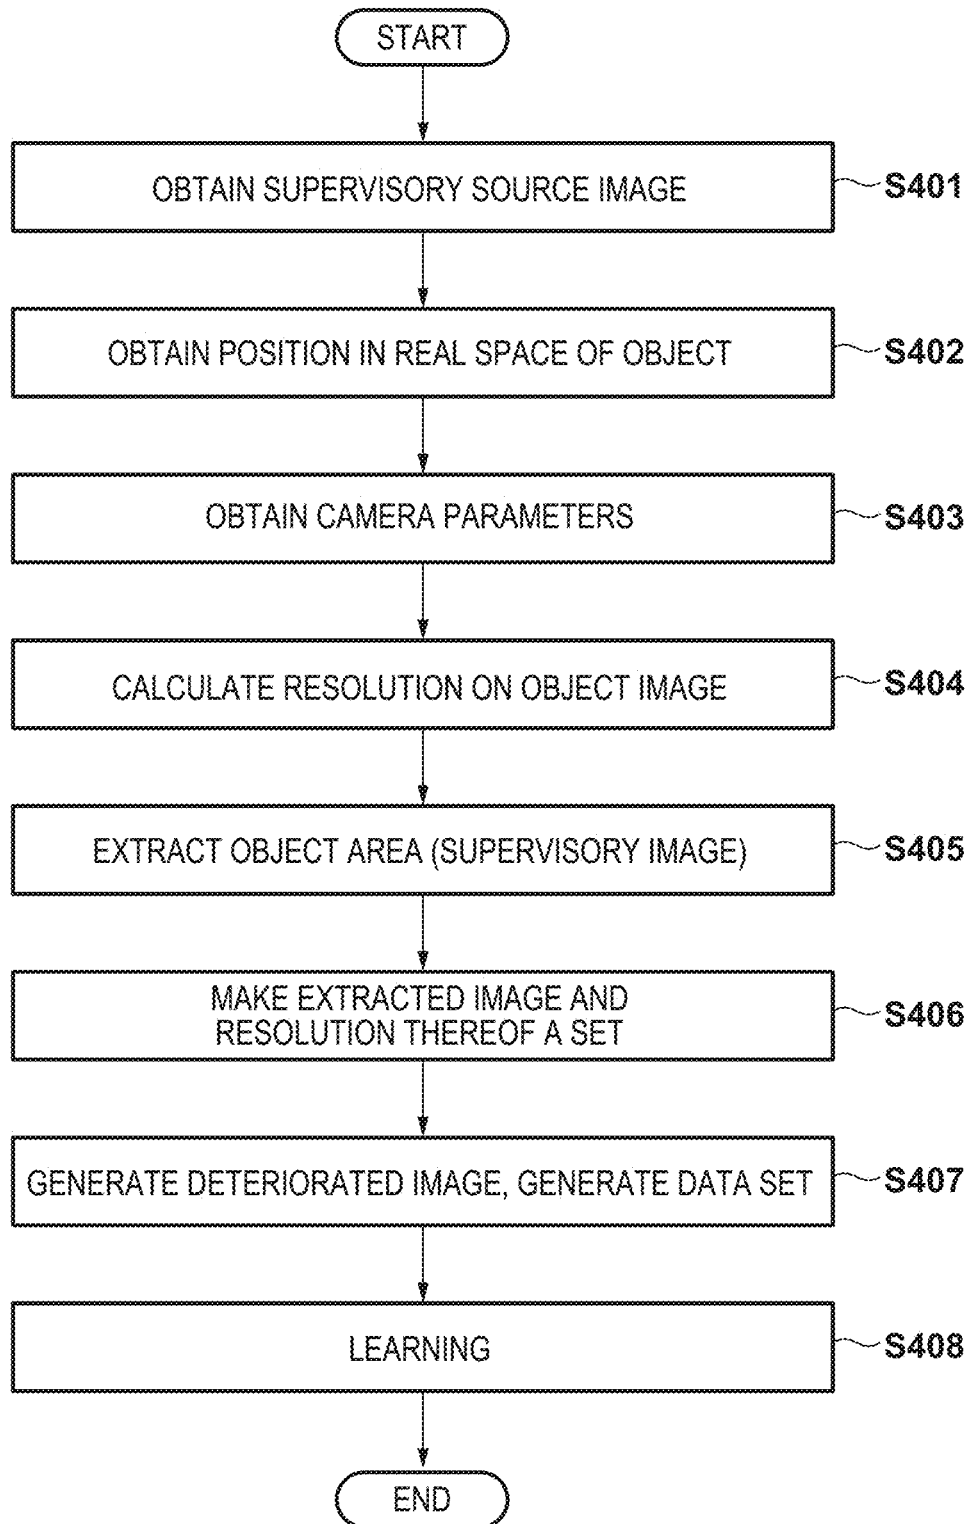 START
OBTAIN SUPERVISORY SOURCE IMAGE
S401
OBTAIN POSITION IN REAL SPACE OF OBJECT
S402
OBTAIN CAMERA PARAMETERS
S403
CALCULATE RESOLUTION ON OBJECT IMAGE
S404
EXTRACT OBJECT AREA (SUPERVISORY IMAGE)
S405
MAKE EXTRACTED IMAGE AND
RESOLUTION THEREOF A SET
S406
GENERATE DETERIORATED IMAGE, GENERATE DATA SET
S407
LEARNING
S408
END